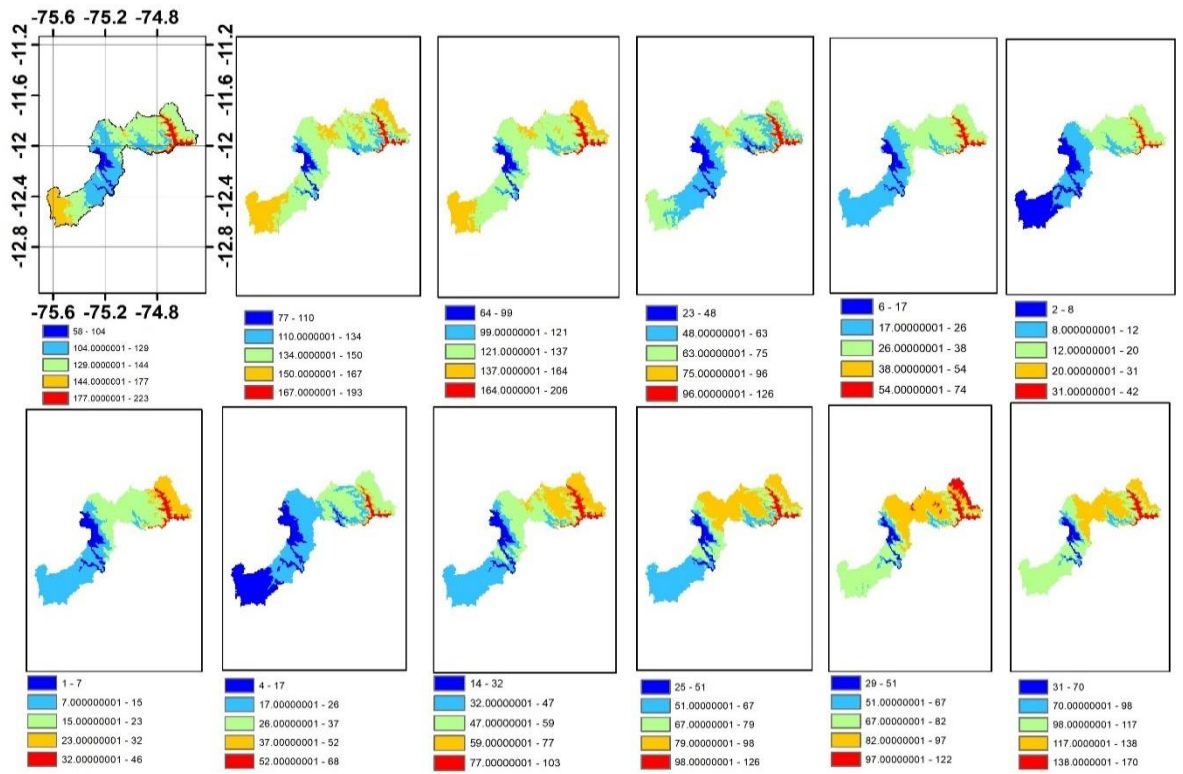 -75.6 -75.2 -74.8
-11.2
-11.6
-12
-12.4
-12.8
-11.2
-11.6
-12
-12.4
-12.8
-75.6 -75.2 -74.8
58 - 104
104.0000001 - 129
129.0000001 - 144
144.0000001 - 177
177.0000001 - 223
77 - 110
110.0000001 - 134
134.0000001 - 150
150.0000001 - 167
167.0000001 - 193
64 - 99
99.00000001 - 121
121.0000001 - 137
137.0000001 - 164
164.0000001 - 206
23 - 48
48.00000001 - 63
63.00000001 - 75
75.00000001 - 96
96.00000001 - 126
6 - 17
17.00000001 - 26
26.00000001 - 38
38.00000001 - 54
54.00000001 - 74
2 - 8
8.000000001 - 12
12.00000001 - 20
20.00000001 - 31
31.00000001 - 42
1 - 7
7.000000001 - 15
15.00000001 - 23
23.00000001 - 32
32.00000001 - 46
4 - 17
17.00000001 - 26
26.00000001 - 37
37.00000001 - 52
52.00000001 - 68
14 - 32
32.00000001 - 47
47.00000001 - 59
59.00000001 - 77
77.00000001 - 103
25 - 51
51.00000001 - 67
67.00000001 - 79
79.00000001 - 98
98.00000001 - 126
29 - 51
51.00000001 - 67
67.00000001 - 82
82.00000001 - 97
97.00000001 - 122
31 - 70
70.00000001 - 98
98.00000001 - 117
117.0000001 - 138
138.0000001 - 170